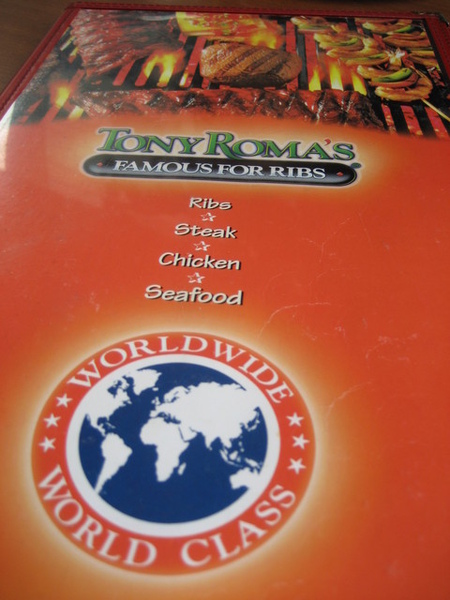 TONY ROMA'S
FAMOUS FOR RIBS
Ribs
Steak
Chicken
Seafood
WORLDWIDE
WORLD CLASS